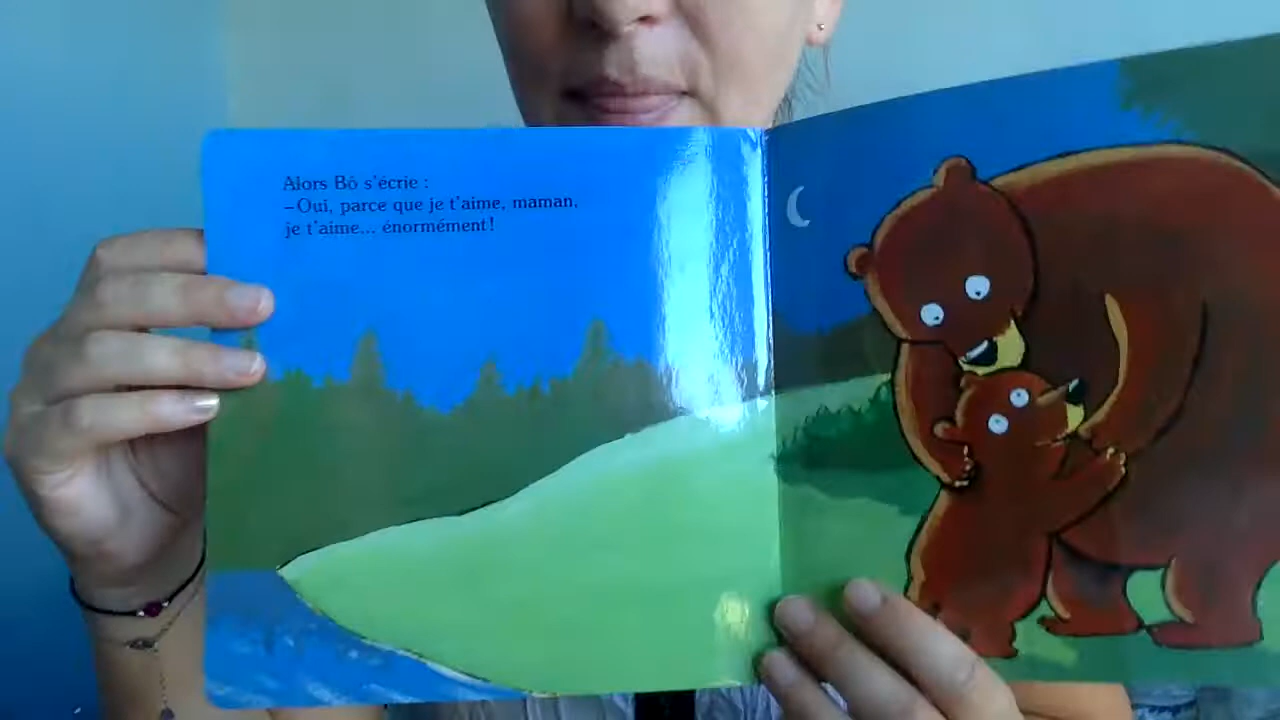 Alors Bô s'écrie :
–Oui, parce que je t'aime, maman,
je t'aime... énormément!